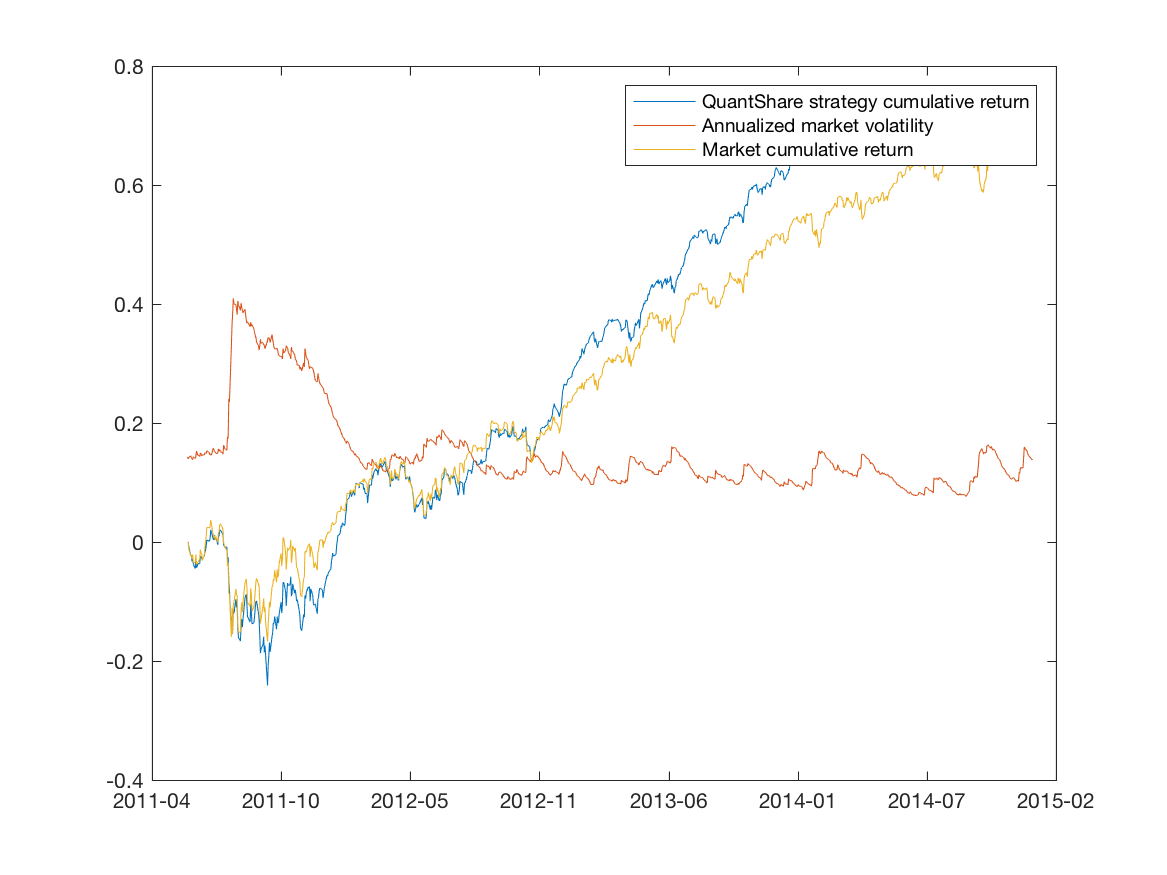 0.8
QuantShare strategy cumulative return
Annualized market volatility
Market cumulative return
0.6
0.4
0.2
0
-0.2
-0.4
2011-04 2011-10 2012-05 2012-11 2013-06 2014-01 2014-07 2015-02